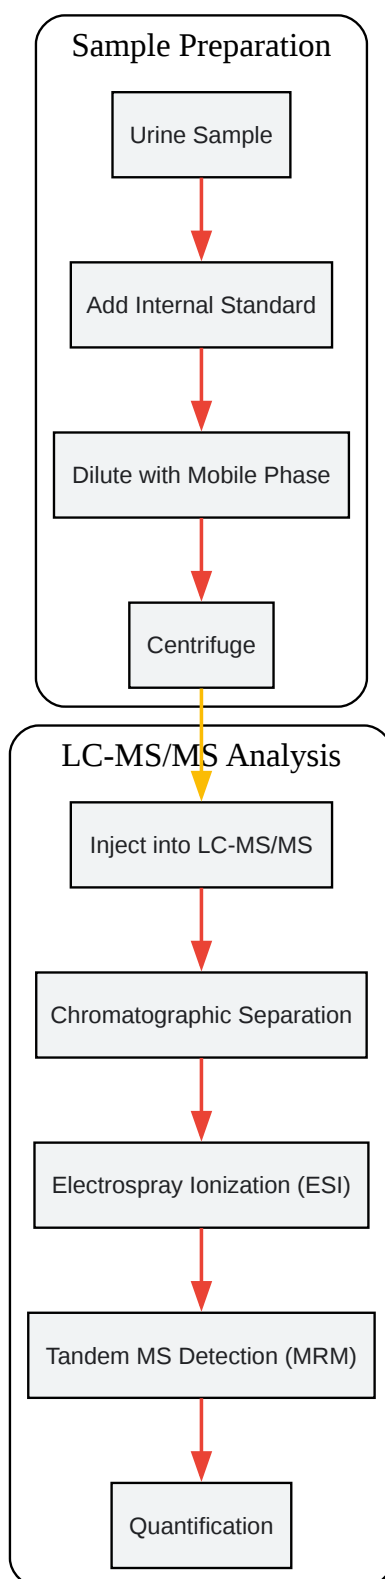 Sample Preparation
Urine Sample
Add Internal Standard
Dilute with Mobile Phase
Centrifuge
LC-MS/MS Analysis
Inject into LC-MS/MS
Chromatographic Separation
Electrospray Ionization (ESI)
Tandem MS Detection (MRM)
Quantification